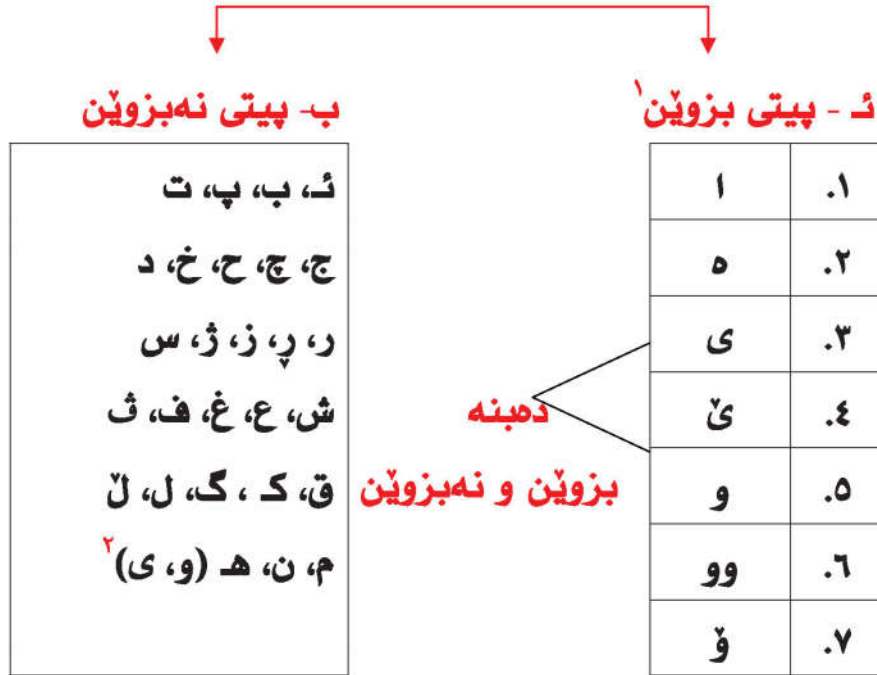 ئـ - پیتی بزوێن١
ب- پیتی نەبزوێن
١. ا
٢. ە
٣. ی
٤. ێ
٥. و
٦. وو
٧. ۆ
دەبنە
بزوێن و نەبزوێن
ئـ، ب، پ، ت
ج، چ، ح، خ، د
ر، ڕ، ز، ژ، س
ش، ع، غ، ف، ڤ
ق، کـ ، گ، ل، ڵ
م، ن، هـ (و، ی)٢